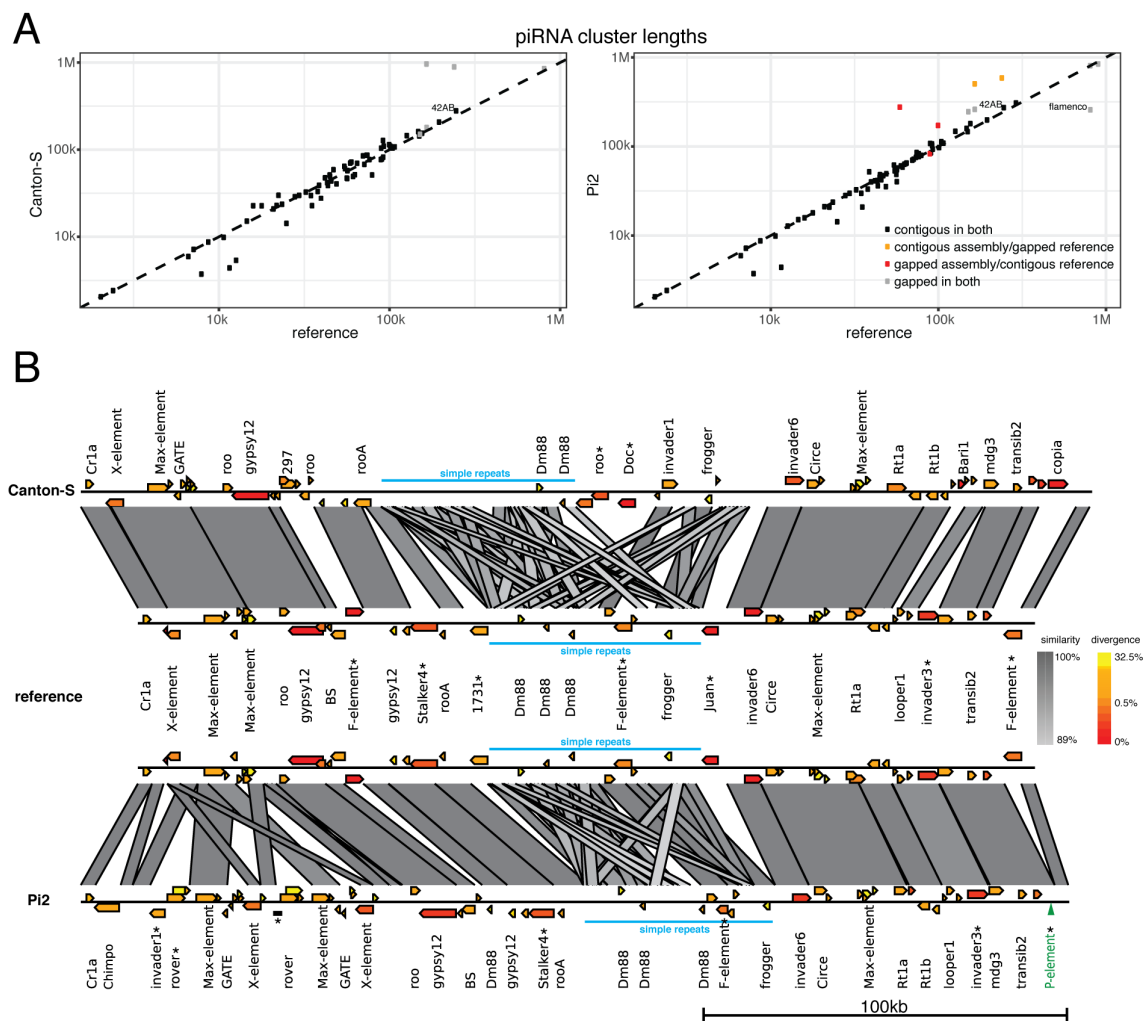 A
piRNA cluster lengths
1M
100k
10k
Canton-S
42AB
10k
100k
1M
reference
1M
100k
10k
Pi2
42AB
flamenco
contiguous in both
contiguous assembly/gapped reference
gapped assembly/contiguous reference
gapped in both
10k
100k
1M
reference
B
Cr1a
X-element
Max-element
GATE
roo
gypsy12
297
roo
rooA
simple repeats
Dm88
Dm88
roo*
Doc*
invader1
frogger
invader6
Circe
Max-element
Rt1a
Rt1b
Bari1
mdg3
transib2
copia
Canton-S
simple repeats
reference
Cr1a
X-element
Max-element
Max-element
roo
gypsy12
BS
F-element*
gypsy12
Stalker4*
rooA
1731*
Dm88
Dm88
Dm88
F-element*
frogger
Juan*
invader6
Circe
Max-element
Rt1a
looper1
invader3*
transib2
F-element *
similarity
100%
89%
divergence
32.5%
0.5%
0%
simple repeats
Pi2
simple repeats
Cr1a
Chimpo
invader1*
rover*
Max-element
GATE
X-element
*
rover
Max-element
GATE
X-element
roo
gypsy12
BS
Dm88
gypsy12
Stalker4*
rooA
Dm88
Dm88
Dm88
F-element*
frogger
invader6
Circe
Max-element
Rt1a
Rt1b
looper1
invader3*
mdg3
transib2
P-element*
100kb